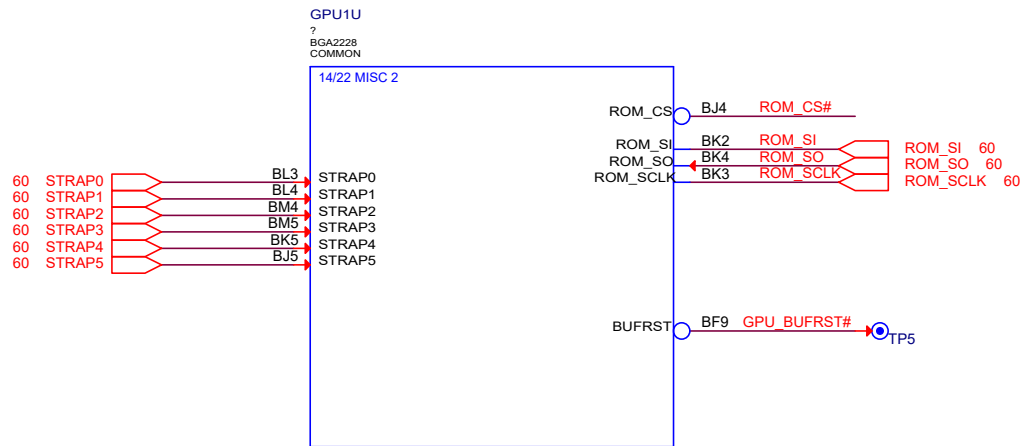 GPU1U
?
BGA2228
COMMON
14/22 MISC 2
ROM_CS BJ4 ROM_CS#
ROM_SI BK2 ROM_SI ROM_SI 60
ROM_SO BK4 ROM_SO ROM_SO 60
ROM_SCLK BK3 ROM_SCLK ROM_SCLK 60
60 STRAP0 BL3 STRAP0
60 STRAP1 BL4 STRAP1
60 STRAP2 BM4 STRAP2
60 STRAP3 BM5 STRAP3
60 STRAP4 BK5 STRAP4
60 STRAP5 BJ5 STRAP5
BUFRST BF9 GPU_BUFRST# TP5